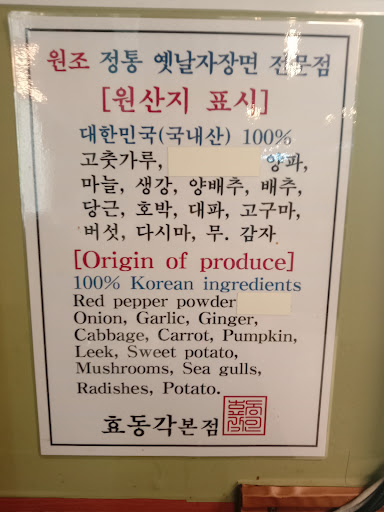 원조 정통 옛날자장면 전문점
[원산지 표시]
대한민국(국내산) 100%
고춧가루, 양파,
마늘, 생강, 양배추, 배추,
당근, 호박, 대파, 고구마,
버섯, 다시마, 무. 감자
[Origin of produce]
100% Korean ingredients
Red pepper powder
Onion, Garlic, Ginger,
Cabbage, Carrot, Pumpkin,
Leek, Sweet potato,
Mushrooms, Sea gulls,
Radishes, Potato.
효동각본점